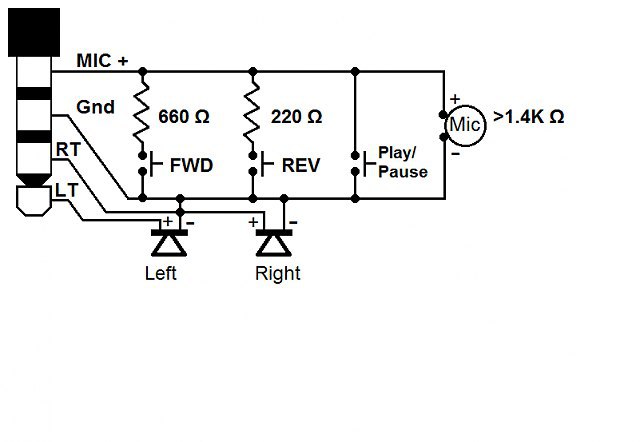 MIC +
Gnd
660 Ω
220 Ω
+
Mic
>1.4K Ω
-
RT
FWD
REV
Play/
Pause
LT
+ -
+ -
Left
Right